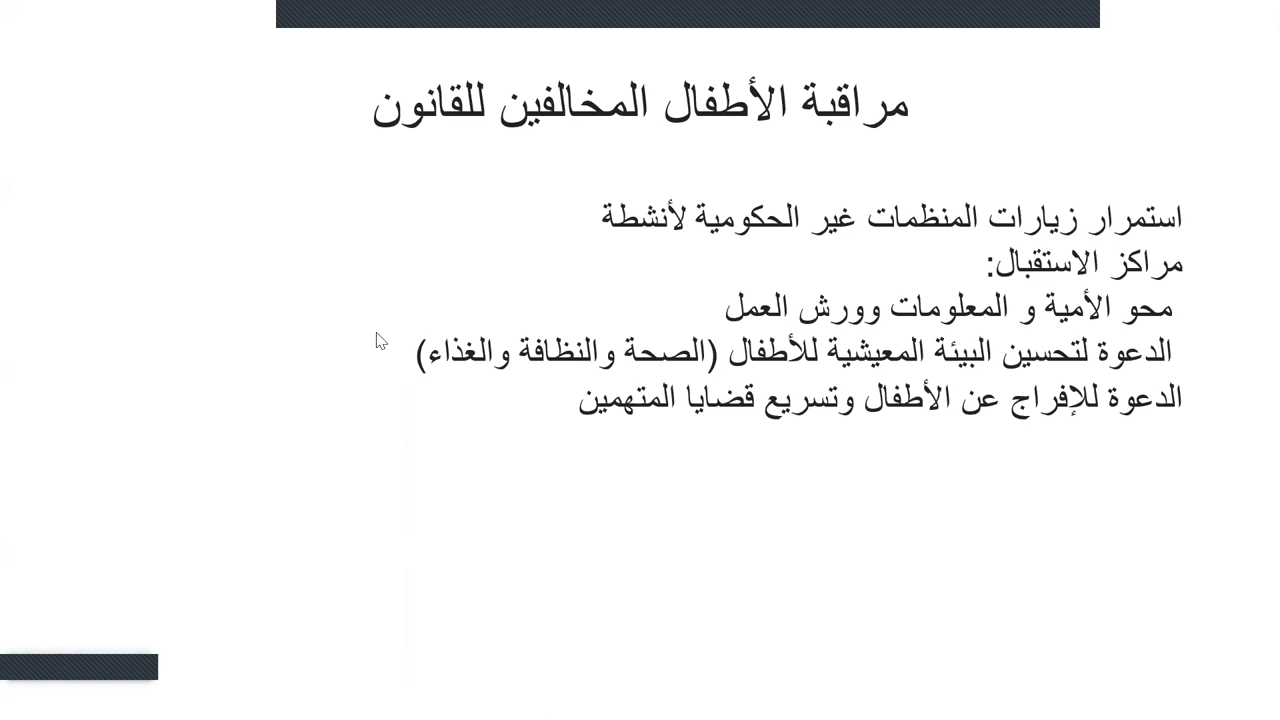 مراقبة الأطفال المخالفين للقانون
استمرار زيارات المنظمات غير الحكومية لأنشطة
مراكز الاستقبال:
محو الأمية و المعلومات وورش العمل
الدعوة لتحسين البيئة المعيشية للأطفال (الصحة والنظافة والغذاء)
الدعوة للإفراج عن الأطفال وتسريع قضايا المتهمين